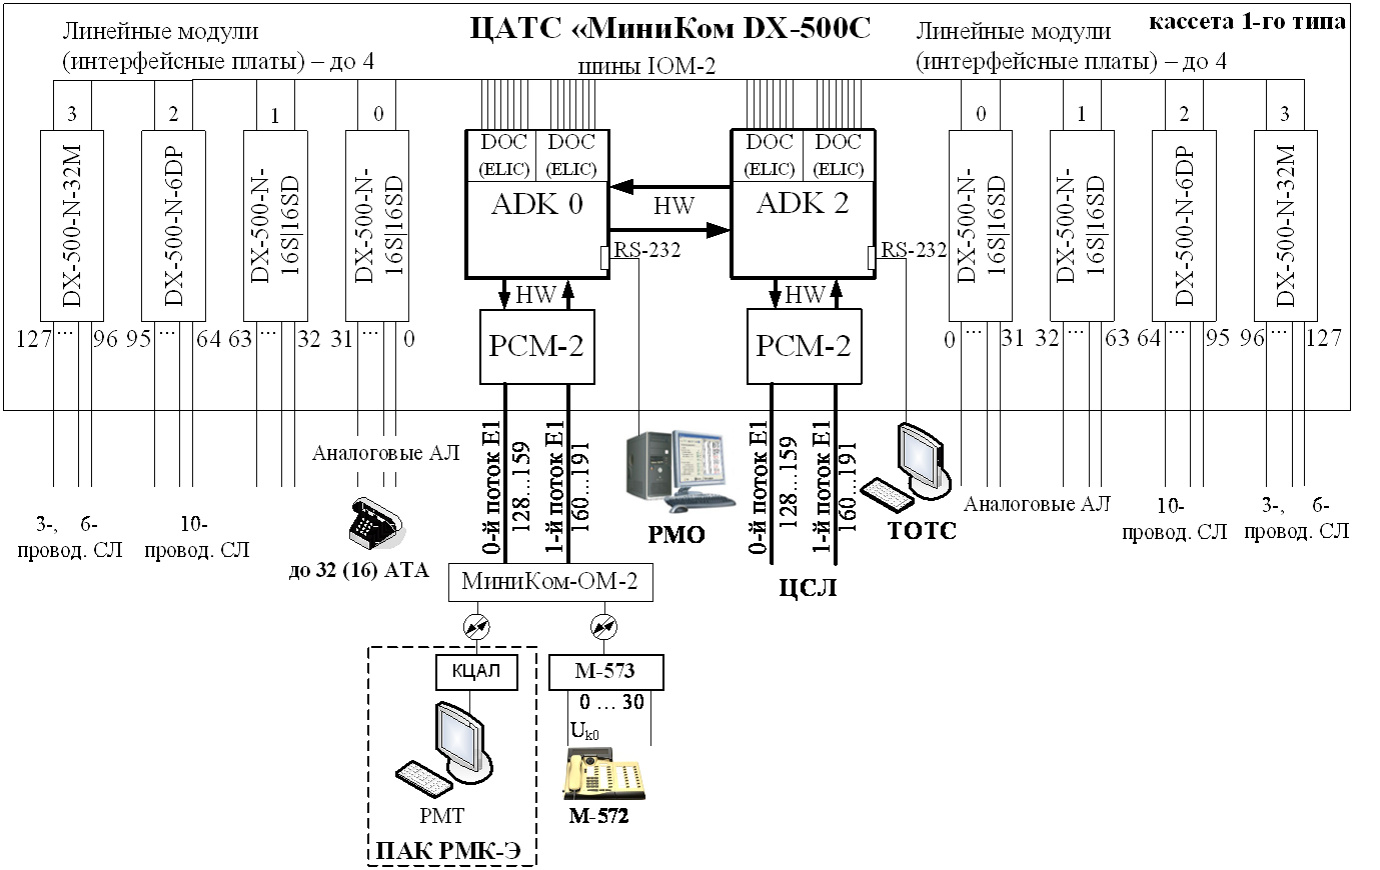 ЦАТС «МиниКом DX-500С
кассета 1-го типа
Линейные модули
(интерфейсные платы) – до 4
шины IOM-2
Линейные модули
(интерфейсные платы) – до 4
3
2
1
0
DOC
(ELIC)
DOC
(ELIC)
ADK 0
DOC
(ELIC)
DOC
(ELIC)
ADK 2
0
1
2
3
DX-500-N-32M
DX-500-N-6DP
DX-500-N-
16S|16SD
DX-500-N-
16S|16SD
HW
RS-232
RS-232
DX-500-N-
16S|16SD
DX-500-N-
16S|16SD
DX-500-N-6DP
DX-500-N-32M
HW
HW
127 ... 96
95 ... 64
63 ... 32
31 ... 0
PCM-2
PCM-2
0 ... 31
32 ... 63
64 ... 95
96 ... 127
0-й поток E1
128...159
1-й поток E1
160...191
0-й поток E1
128...159
1-й поток E1
160...191
Аналоговые АЛ
3-, 6-
провод. СЛ
10-
провод. СЛ
до 32 (16) АТА
РМО
ТОТС
Аналоговые АЛ
10-
провод. СЛ
3-, 6-
провод. СЛ
МиниКом-ОМ-2
ЦСЛ
КЦАЛ
М-573
0 ... 30
Uk0
РМТ
М-572
ПАК РМК-Э